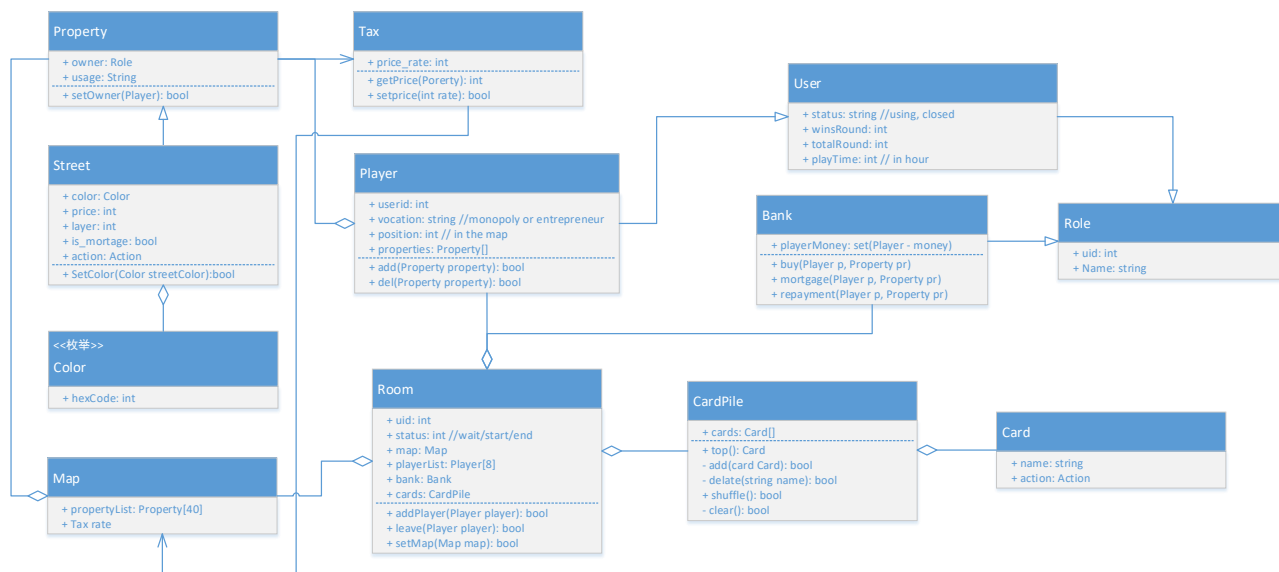 Property
+ owner: Role
+ usage: String
+ setOwner(Player): bool
Tax
+ price_rate: int
+ getPrice(Porerty): int
+ setprice(int rate): bool
User
+ status: string //using, closed
+ winsRound: int
+ totalRound: int
+ playTime: int // in hour
Street
+ color: Color
+ price: int
+ layer: int
+ is_mortage: bool
+ action: Action
+ SetColor(Color streetColor):bool
Player
+ userid: int
+ vocation: string //monopoly or entrepreneur
+ position: int // in the map
+ properties: Property[]
+ add(Property property): bool
+ del(Property property): bool
Bank
+ playerMoney: set(Player - money)
+ buy(Player p, Property pr)
+ mortgage(Player p, Property pr)
+ repayment(Player p, Property pr)
Role
+ uid: int
+ Name: string
<<枚举>>
Color
+ hexCode: int
Room
+ uid: int
+ status: int //wait/start/end
+ map: Map
+ playerList: Player[8]
+ bank: Bank
+ cards: CardPile
+ addPlayer(Player player): bool
+ leave(Player player): bool
+ setMap(Map map): bool
CardPile
+ cards: Card[]
+ top(): Card
- add(card Card): bool
- delate(string name): bool
+ shuffle(): bool
- clear(): bool
Card
+ name: string
+ action: Action
Map
+ propertyList: Property[40]
+ Tax rate